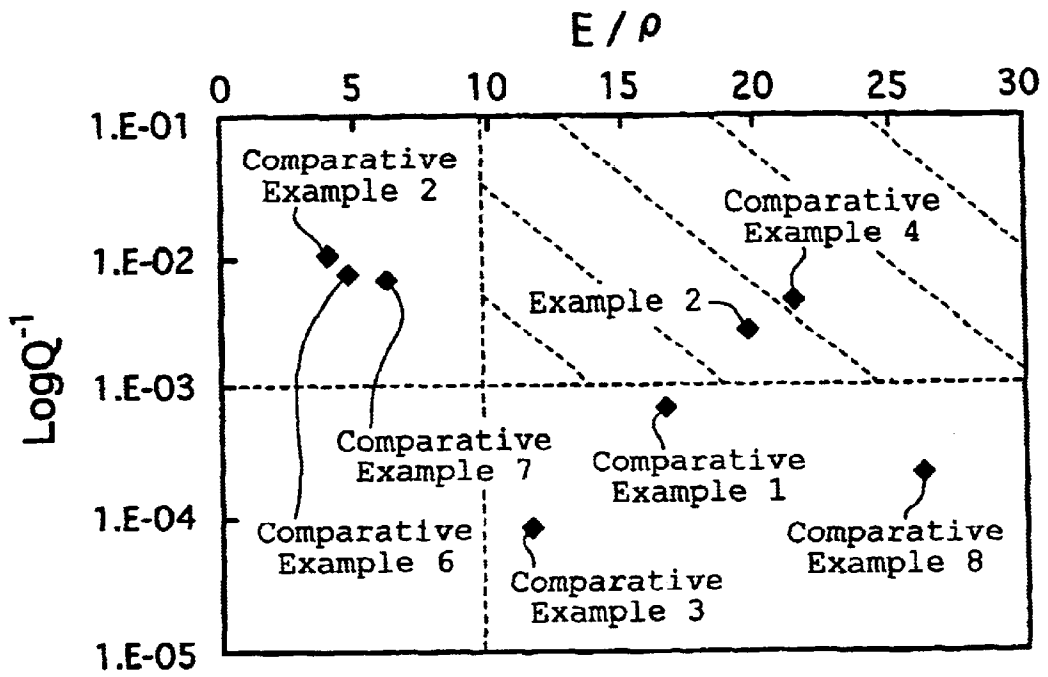 E / ρ
0 5 10 15 20 25 30
1.E-01
Comparative
Example 2
Comparative
Example 4
1.E-02
Example 2
LogQ⁻¹
1.E-03
Comparative
Example 7
Comparative
Example 1
1.E-04
Comparative
Example 6
Comparative
Example 8
Comparative
Example 3
1.E-05